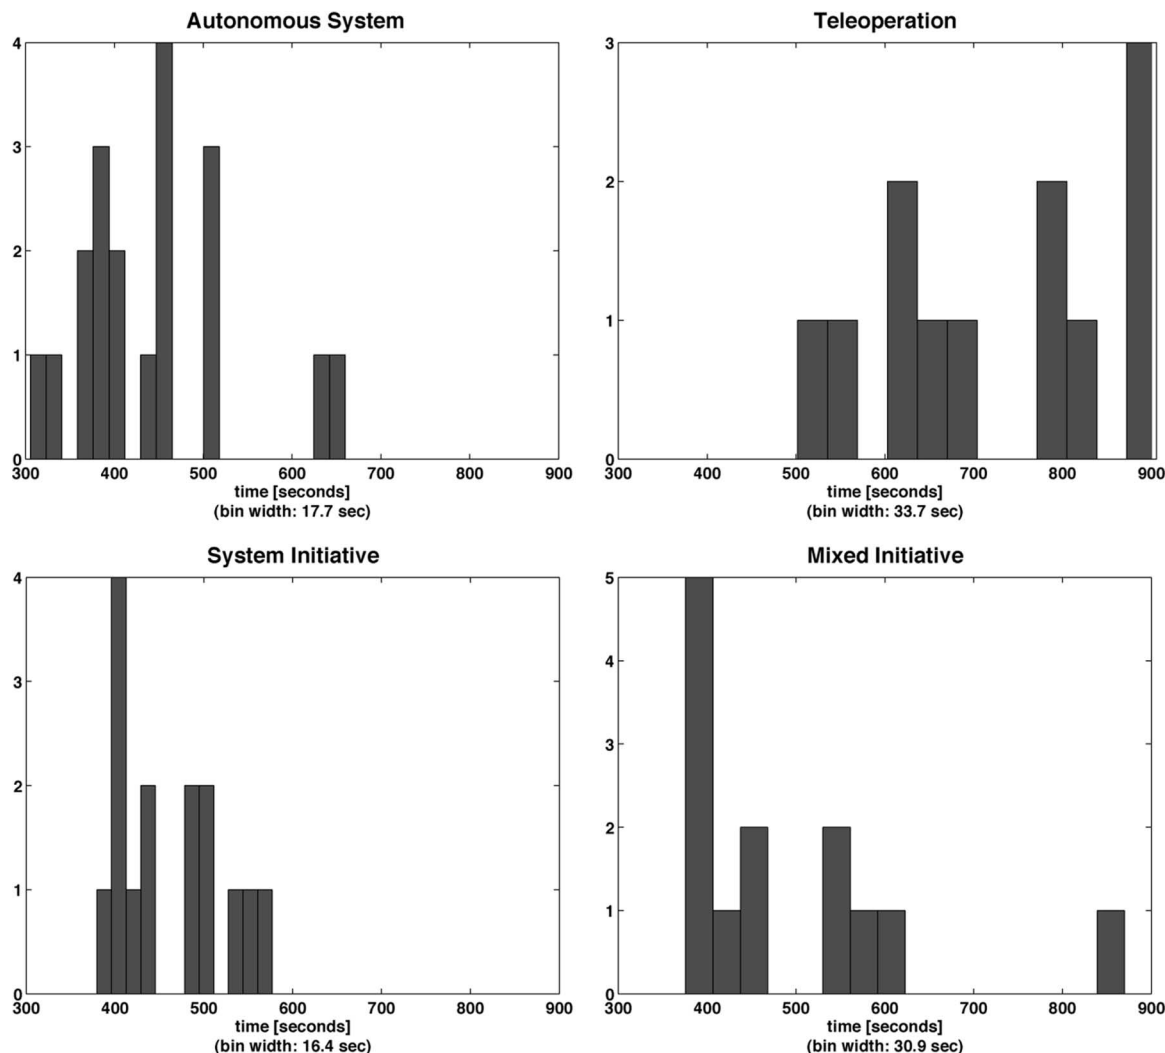 Autonomous System
4
3
2
1
0
300 400 500 600 700 800 900
time [seconds]
(bin width: 17.7 sec)
Teleoperation
3
2
1
0
300 400 500 600 700 800 900
time [seconds]
(bin width: 33.7 sec)
System Initiative
4
3
2
1
0
300 400 500 600 700 800 900
time [seconds]
(bin width: 16.4 sec)
Mixed Initiative
5
4
3
2
1
0
300 400 500 600 700 800 900
time [seconds]
(bin width: 30.9 sec)